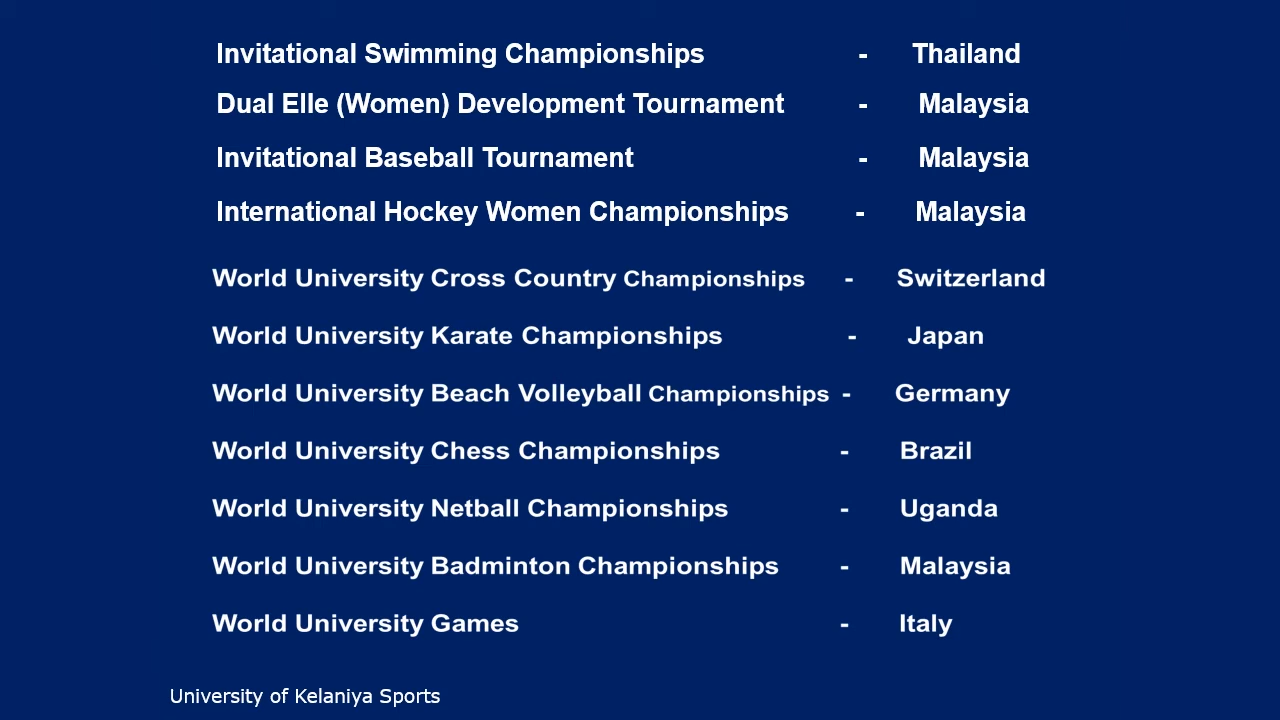 Invitational Swimming Championships - Thailand
Dual Elle (Women) Development Tournament - Malaysia
Invitational Baseball Tournament - Malaysia
International Hockey Women Championships - Malaysia
World University Cross Country Championships - Switzerland
World University Karate Championships - Japan
World University Beach Volleyball Championships - Germany
World University Chess Championships - Brazil
World University Netball Championships - Uganda
World University Badminton Championships - Malaysia
World University Games - Italy
University of Kelaniya Sports